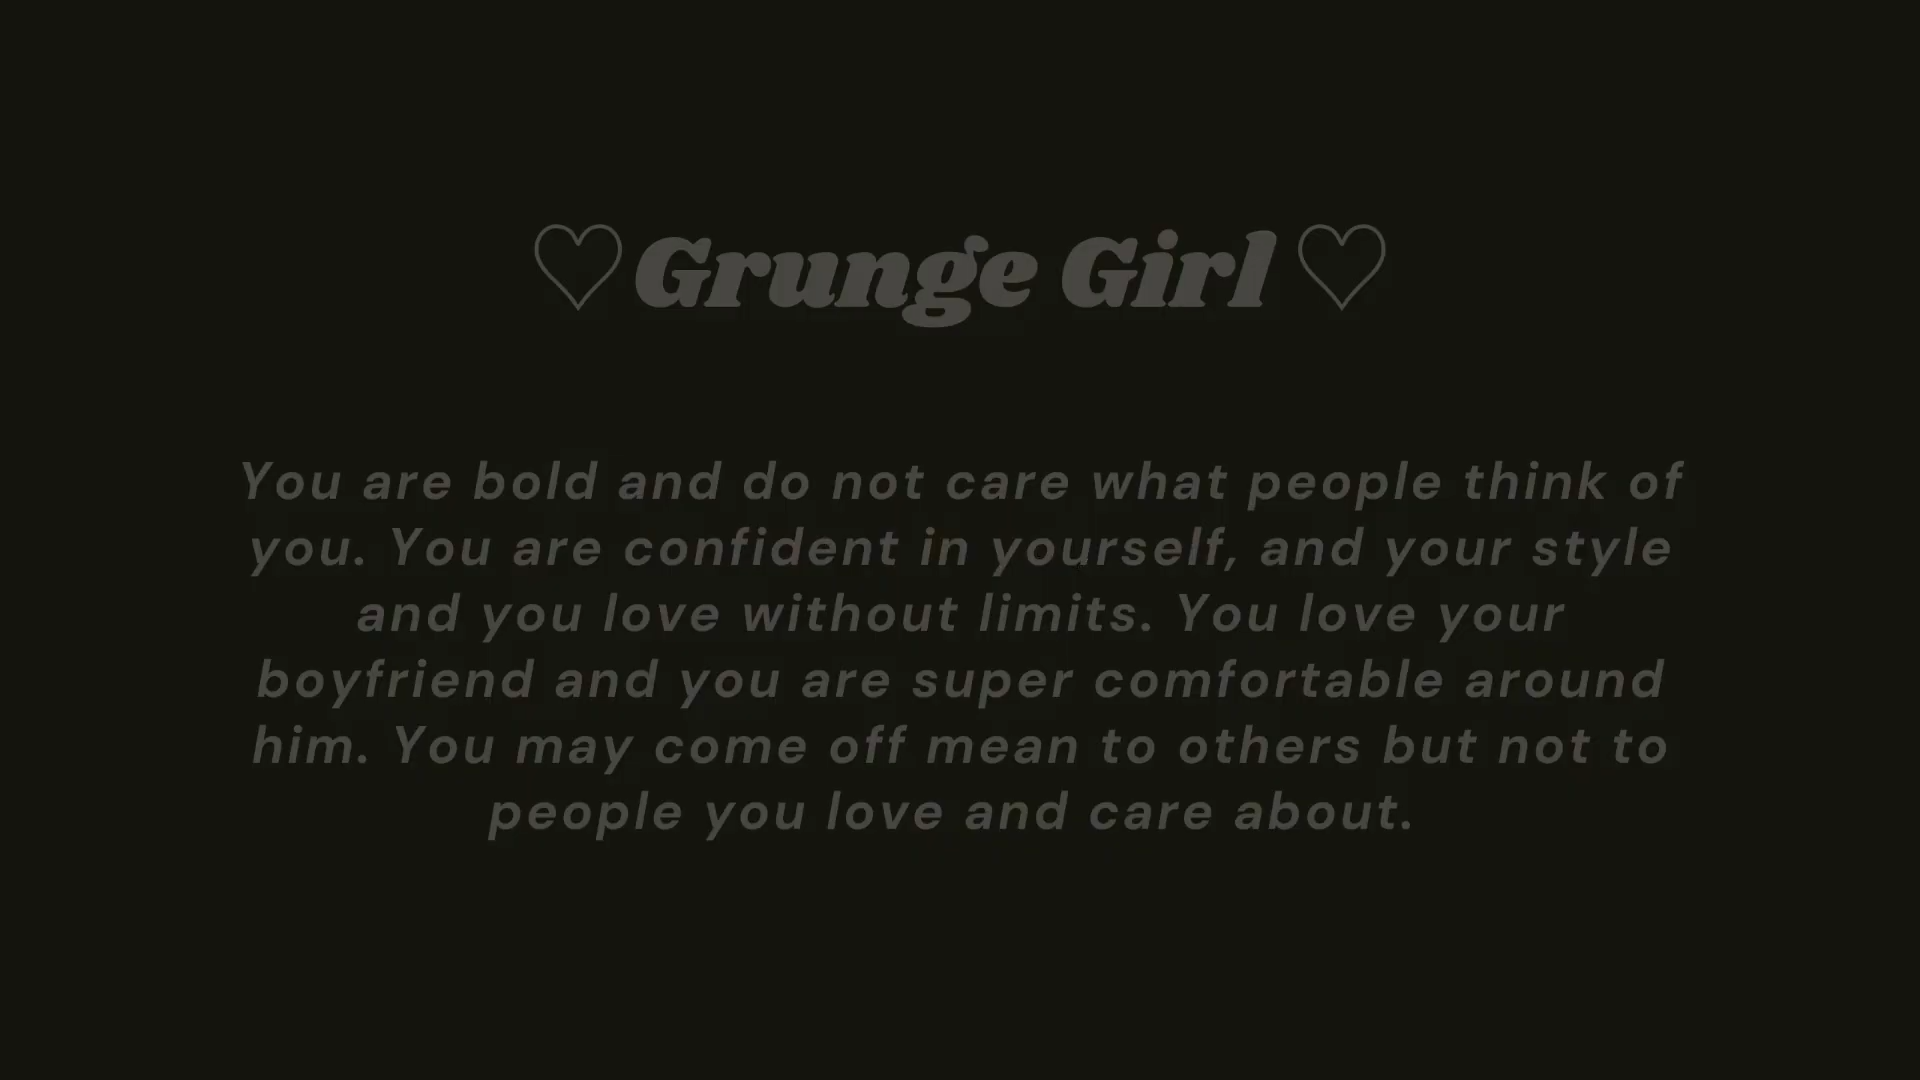 ♡Grunge Girl ♡
You are bold and do not care what people think of
you. You are confident in yourself, and your style
and you love without limits. You love your
boyfriend and you are super comfortable around
him. You may come off mean to others but not to
people you love and care about.